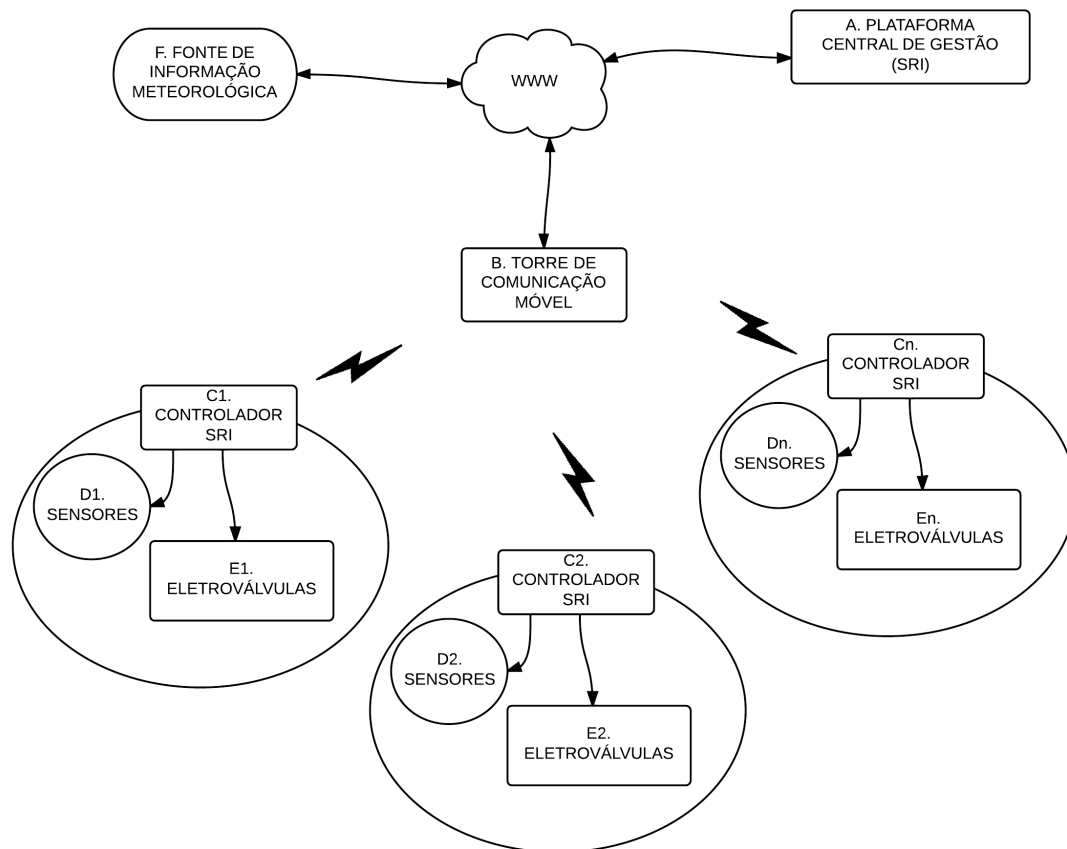 F. FONTE DE
INFORMAÇÃO
METEOROLÓGICA
WWW
A. PLATAFORMA
CENTRAL DE GESTÃO
(SRI)
B. TORRE DE
COMUNICAÇÃO
MÓVEL
C1.
CONTROLADOR
SRI
D1.
SENSORES
E1.
ELETROVÁLVULAS
C2.
CONTROLADOR
SRI
D2.
SENSORES
E2.
ELETROVÁLVULAS
Cn.
CONTROLADOR
SRI
Dn.
SENSORES
En.
ELETROVÁLVULAS